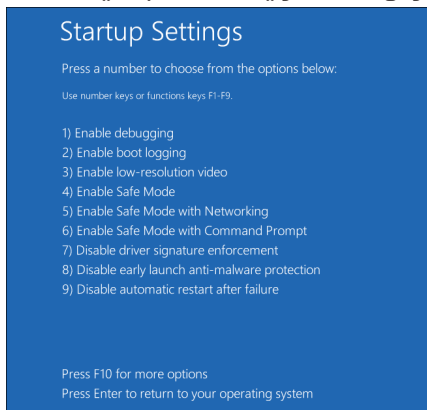 Startup Settings
Press a number to choose from the options below:
Use number keys or functions keys F1-F9.
1) Enable debugging
2) Enable boot logging
3) Enable low-resolution video
4) Enable Safe Mode
5) Enable Safe Mode with Networking
6) Enable Safe Mode with Command Prompt
7) Disable driver signature enforcement
8) Disable early launch anti-malware protection
9) Disable automatic restart after failure
Press F10 for more options
Press Enter to return to your operating system